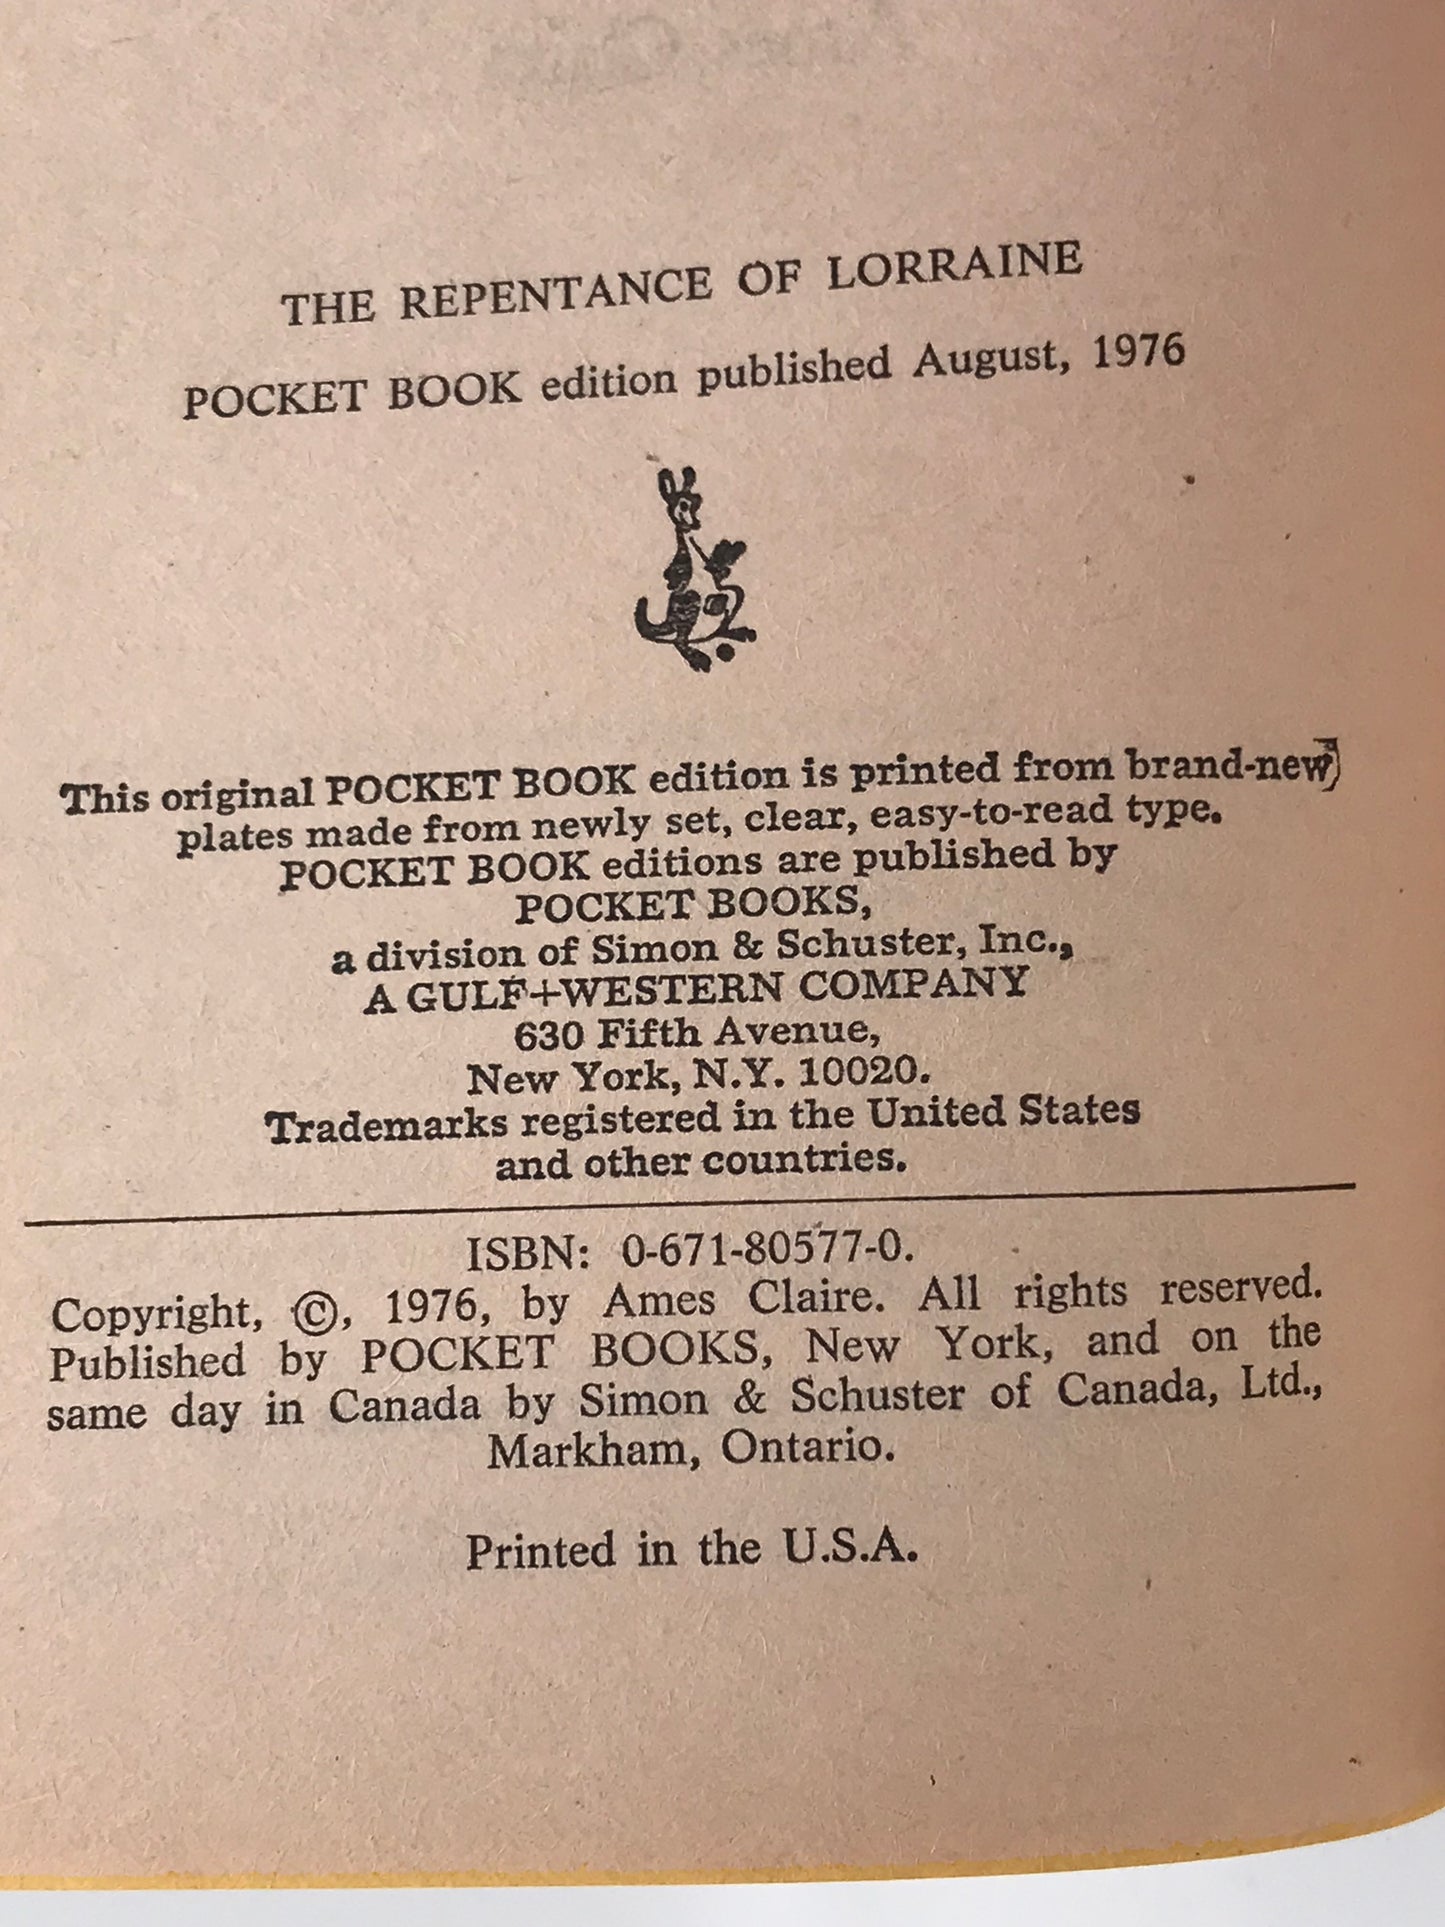 THE REPENTANCE OF LORRAINE
POCKET BOOK edition published August, 1976
This original POCKET BOOK edition is printed from brand-new
plates made from newly set, clear, easy-to-read type.
POCKET BOOK editions are published by
POCKET BOOKS,
a division of Simon & Schuster, Inc.,
A GULF+WESTERN COMPANY
630 Fifth Avenue,
New York, N.Y. 10020.
Trademarks registered in the United States
and other countries.
ISBN: 0-671-80577-0.
Copyright, ©, 1976, by Ames Claire. All rights reserved.
Published by POCKET BOOKS, New York, and on the
same day in Canada by Simon & Schuster of Canada, Ltd.,
Markham, Ontario.
Printed in the U.S.A.